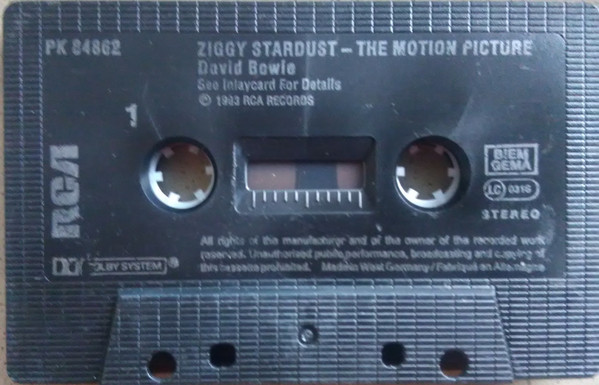 PK 84862
ZIGGY STARDUST – THE MOTION PICTURE
David Bowie
See Inlaycard For Details
© 1983 RCA RECORDS
1
RCA
BIEM
GEMA
LC 0316
STEREO
All rights of the manufacturer and of the owner of the recorded work
reserved. Unauthorised public performance, broadcasting and copying of
this cassette prohibited. Made in West Germany / Fabriqué en Allemagne
DOLBY SYSTEM ®